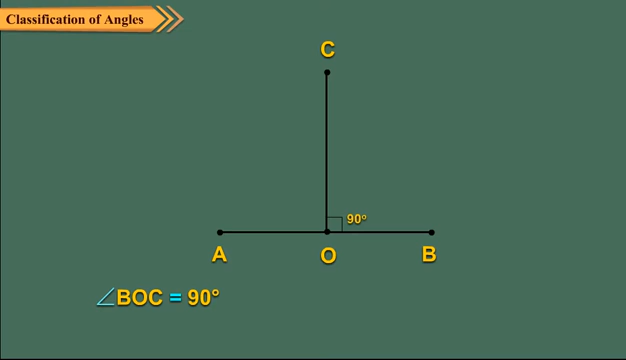 Classification of Angles
C
90°
A O B
∠BOC = 90°